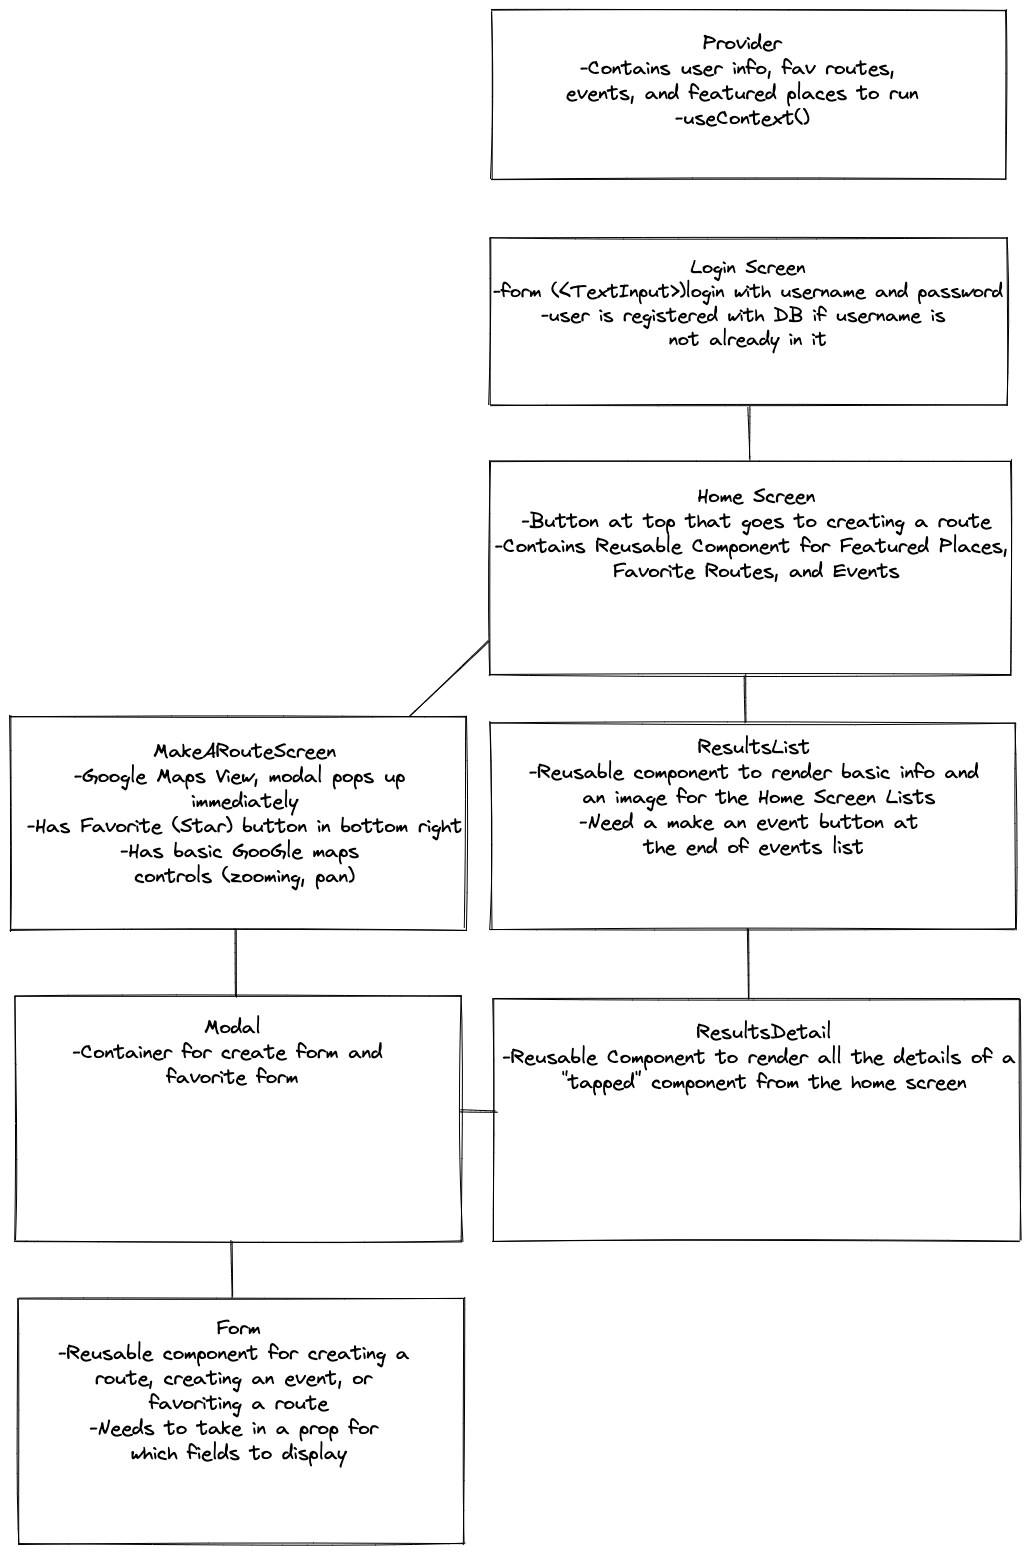 Provider
-Contains user info, fav routes,
events, and featured places to run
-useContext()
Login Screen
-form (<TextInput>)login with username and password
-user is registered with DB if username is
not already in it
Home Screen
-Button at top that goes to creating a route
-Contains Reusable Component for Featured Places,
Favorite Routes, and Events
MakeARouteScreen
-Google Maps View, modal pops up
immediately
-Has Favorite (Star) button in bottom right
-Has basic GooGle maps
controls (zooming, pan)
ResultsList
-Reusable component to render basic info and
an image for the Home Screen Lists
-Need a make an event button at
the end of events list
Modal
-Container for create form and
favorite form
ResultsDetail
-Reusable Component to render all the details of a
"tapped" component from the home screen
Form
-Reusable component for creating a
route, creating an event, or
favoriting a route
-Needs to take in a prop for
which fields to display